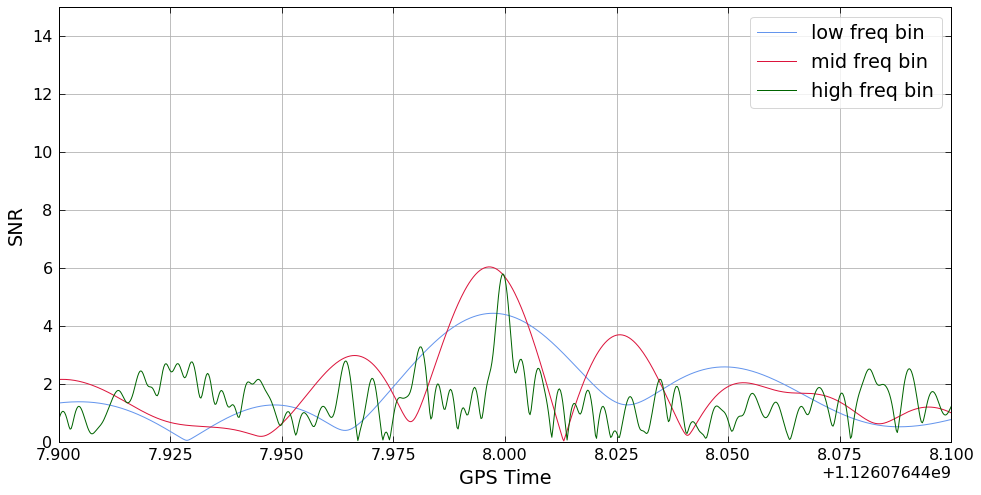 low freq bin
mid freq bin
high freq bin
14
12
10
8
6
4
2
0
SNR
7.900 7.925 7.950 7.975 8.000 8.025 8.050 8.075 8.100
+1.12607644e9
GPS Time